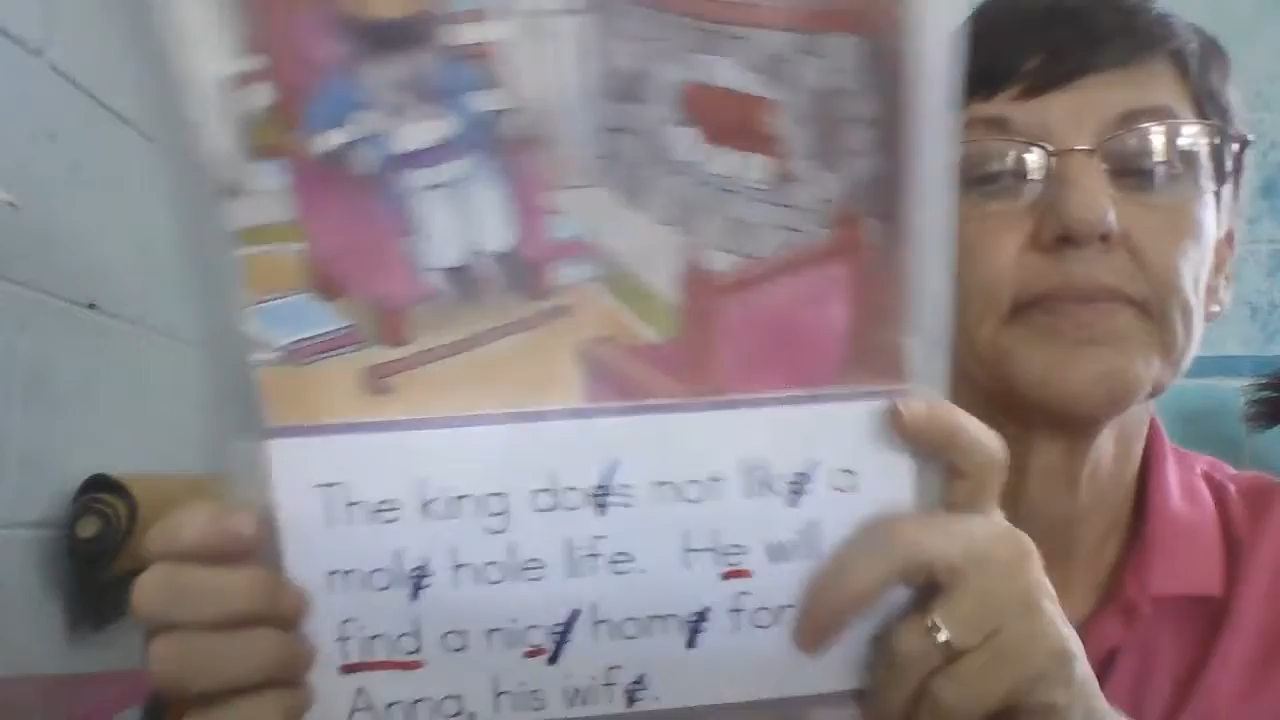 The king does not like a
mole hole life. He will
find a nice home for
Anna, his wife.